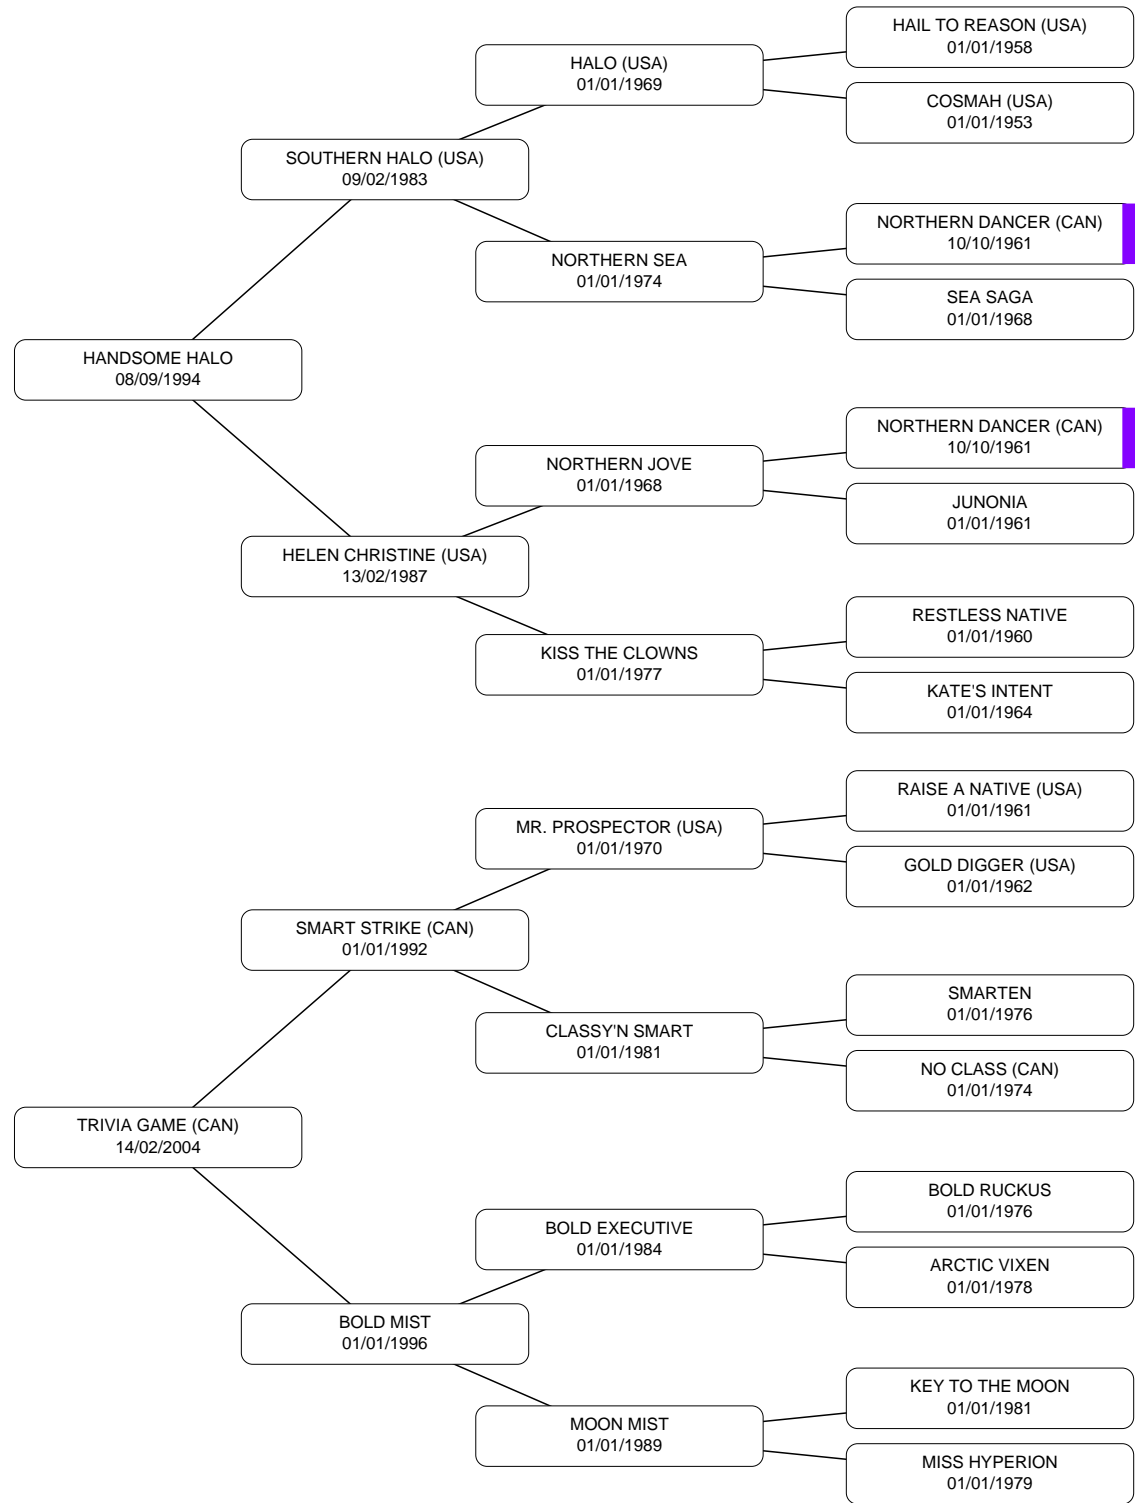 HAIL TO REASON (USA)
01/01/1958
HALO (USA)
01/01/1969
COSMAH (USA)
01/01/1953
SOUTHERN HALO (USA)
09/02/1983
NORTHERN DANCER (CAN)
10/10/1961
NORTHERN SEA
01/01/1974
SEA SAGA
01/01/1968
HANDSOME HALO
08/09/1994
NORTHERN DANCER (CAN)
10/10/1961
NORTHERN JOVE
01/01/1968
JUNONIA
01/01/1961
HELEN CHRISTINE (USA)
13/02/1987
RESTLESS NATIVE
01/01/1960
KISS THE CLOWNS
01/01/1977
KATE'S INTENT
01/01/1964
RAISE A NATIVE (USA)
01/01/1961
MR. PROSPECTOR (USA)
01/01/1970
GOLD DIGGER (USA)
01/01/1962
SMART STRIKE (CAN)
01/01/1992
SMARTEN
01/01/1976
CLASSY'N SMART
01/01/1981
NO CLASS (CAN)
01/01/1974
TRIVIA GAME (CAN)
14/02/2004
BOLD RUCKUS
01/01/1976
BOLD EXECUTIVE
01/01/1984
ARCTIC VIXEN
01/01/1978
BOLD MIST
01/01/1996
KEY TO THE MOON
01/01/1981
MOON MIST
01/01/1989
MISS HYPERION
01/01/1979